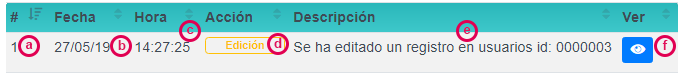 # Fecha Hora Acción Descripción Ver
c e
1 a 27/05/19 b 14:27:25 Edición d Se ha editado un registro en usuarios id: 0000003 f